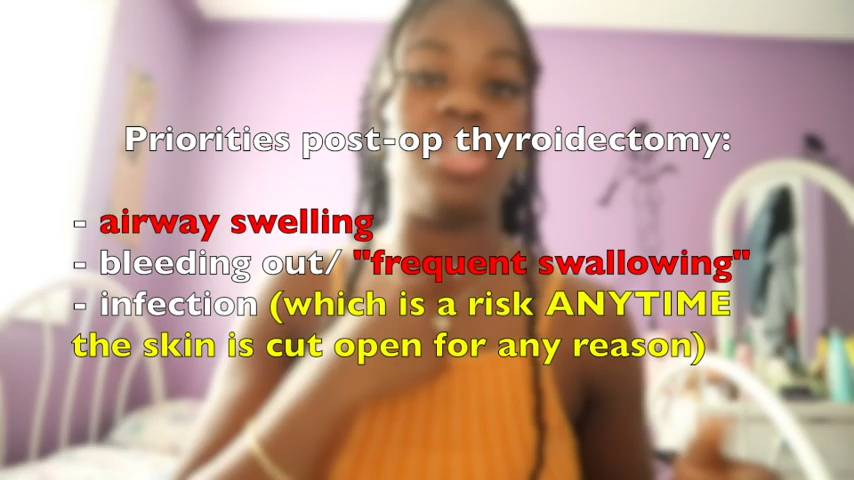 Priorities post-op thyroidectomy:
- airway swelling
- bleeding out/ "frequent swallowing"
- infection (which is a risk ANYTIME
the skin is cut open for any reason)